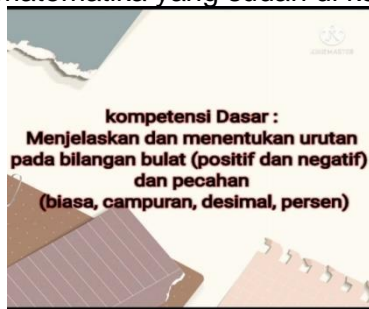 kompetensi Dasar :
Menjelaskan dan menentukan urutan
pada bilangan bulat (positif dan negatif)
dan pecahan
(biasa, campuran, desimal, persen)